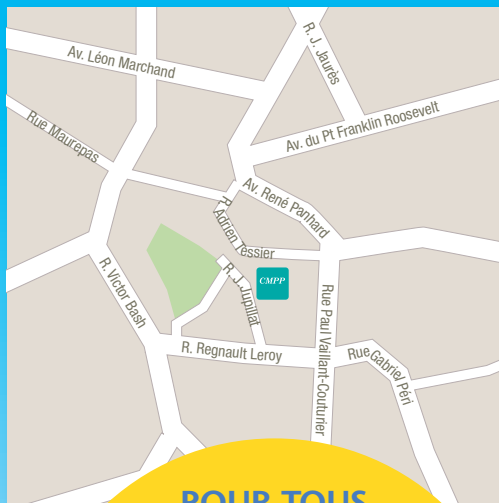 R. J. Jaurès
Av. Léon Marchand
Av. du Pt Franklin Roosevelt
Rue Maurepas
Av. René Panhard
R. Adrien Tessier
R. J. Jupillat
CMPP
R. Victor Bash
Rue Paul Vaillant-Couturier
R. Regnault Leroy
Rue Gabriel Péri
POUR TOUS